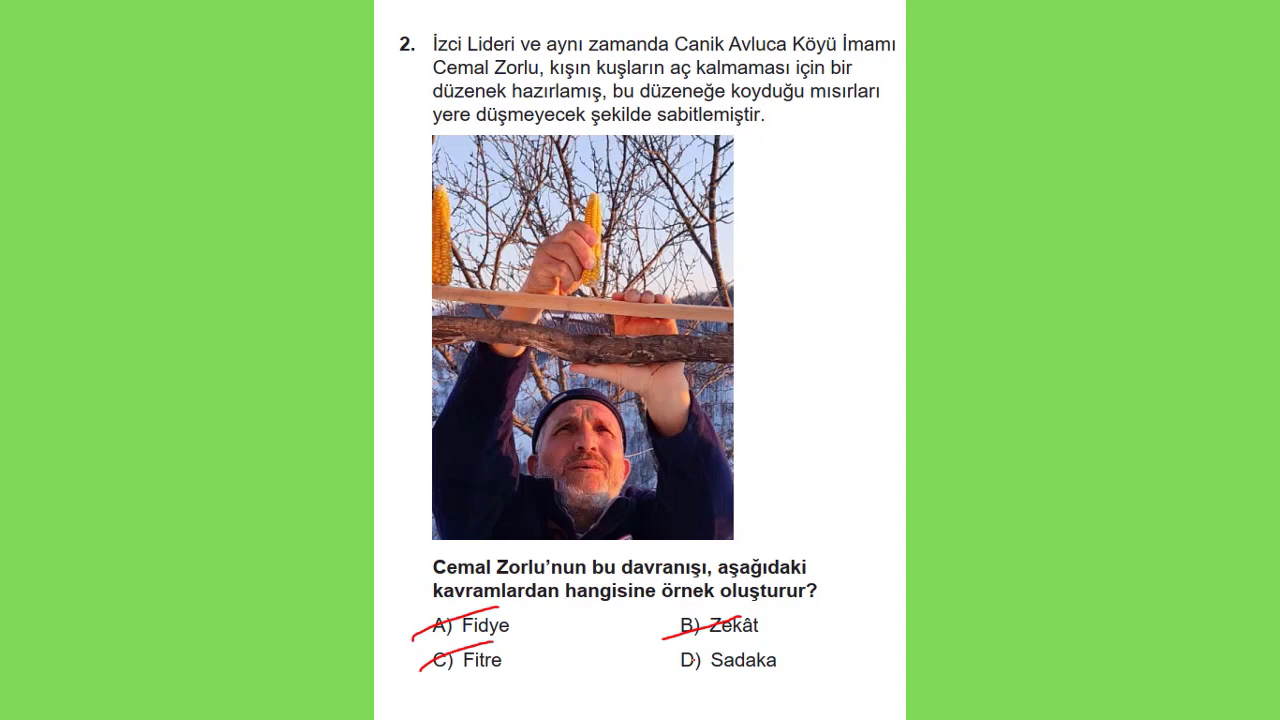 2. İzci Lideri ve aynı zamanda Canik Avluca Köyü İmamı
Cemal Zorlu, kışın kuşların aç kalmaması için bir
düzenek hazırlamış, bu düzeneğe koyduğu mısırları
yere düşmeyecek şekilde sabitlemiştir.
Cemal Zorlu’nun bu davranışı, aşağıdaki
kavramlardan hangisine örnek oluşturur?
A) Fidye B) Zekât
C) Fitre D) Sadaka